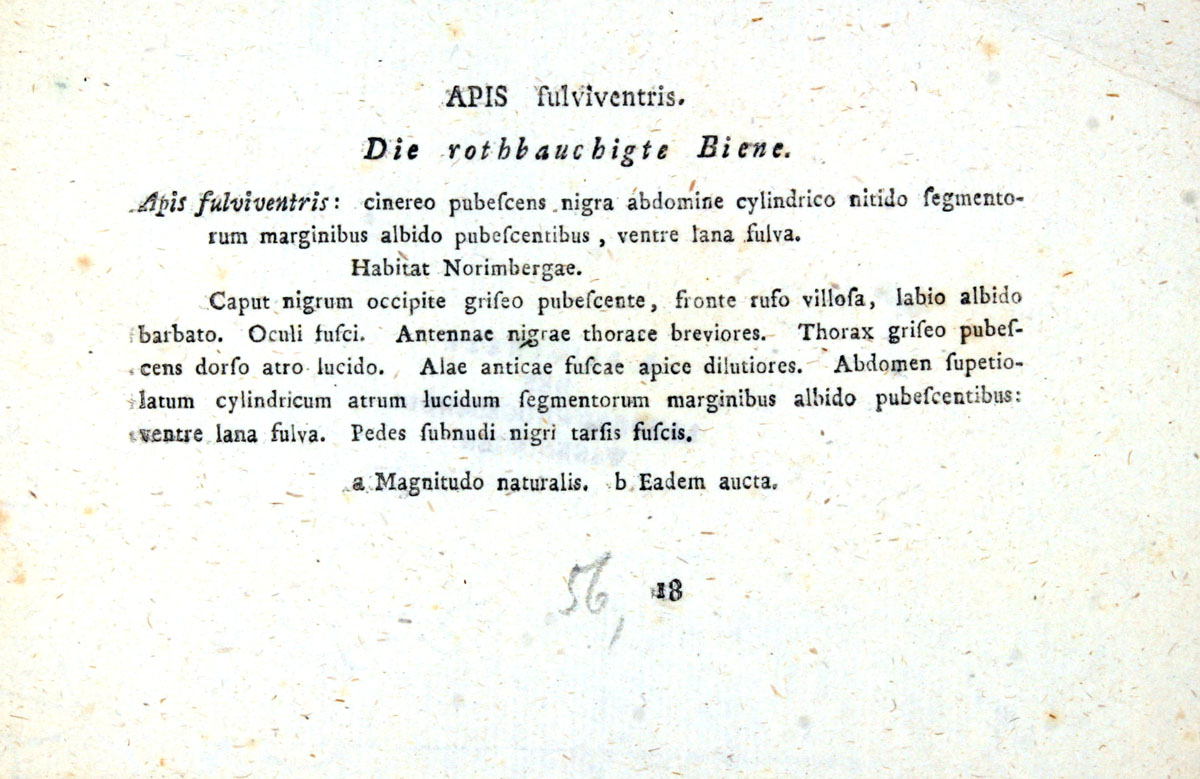 APIS fulviventris.
Die rothbauchigte Biene.
Apis fulviventris: cinereo pubeſcens nigra abdomine cylindrico nitido ſegmento-
rum marginibus albido pubeſcentibus, ventre lana fulva.
Habitat Norimbergae.
Caput nigrum occipite griſeo pubeſcente, fronte rufo villoſa, labio albido
barbato. Oculi fuſci. Antennae nigrae thorace breviores. Thorax griſeo pubeſ-
cens dorſo atro lucido. Alae anticae fuſcae apice dilutiores. Abdomen ſupetio-
latum cylindricum atrum lucidum ſegmentorum marginibus albido pubeſcentibus:
ventre lana fulva. Pedes ſubnudi nigri tarſis fuſcis.
a Magnitudo naturalis. b Eadem aucta.
56, 18